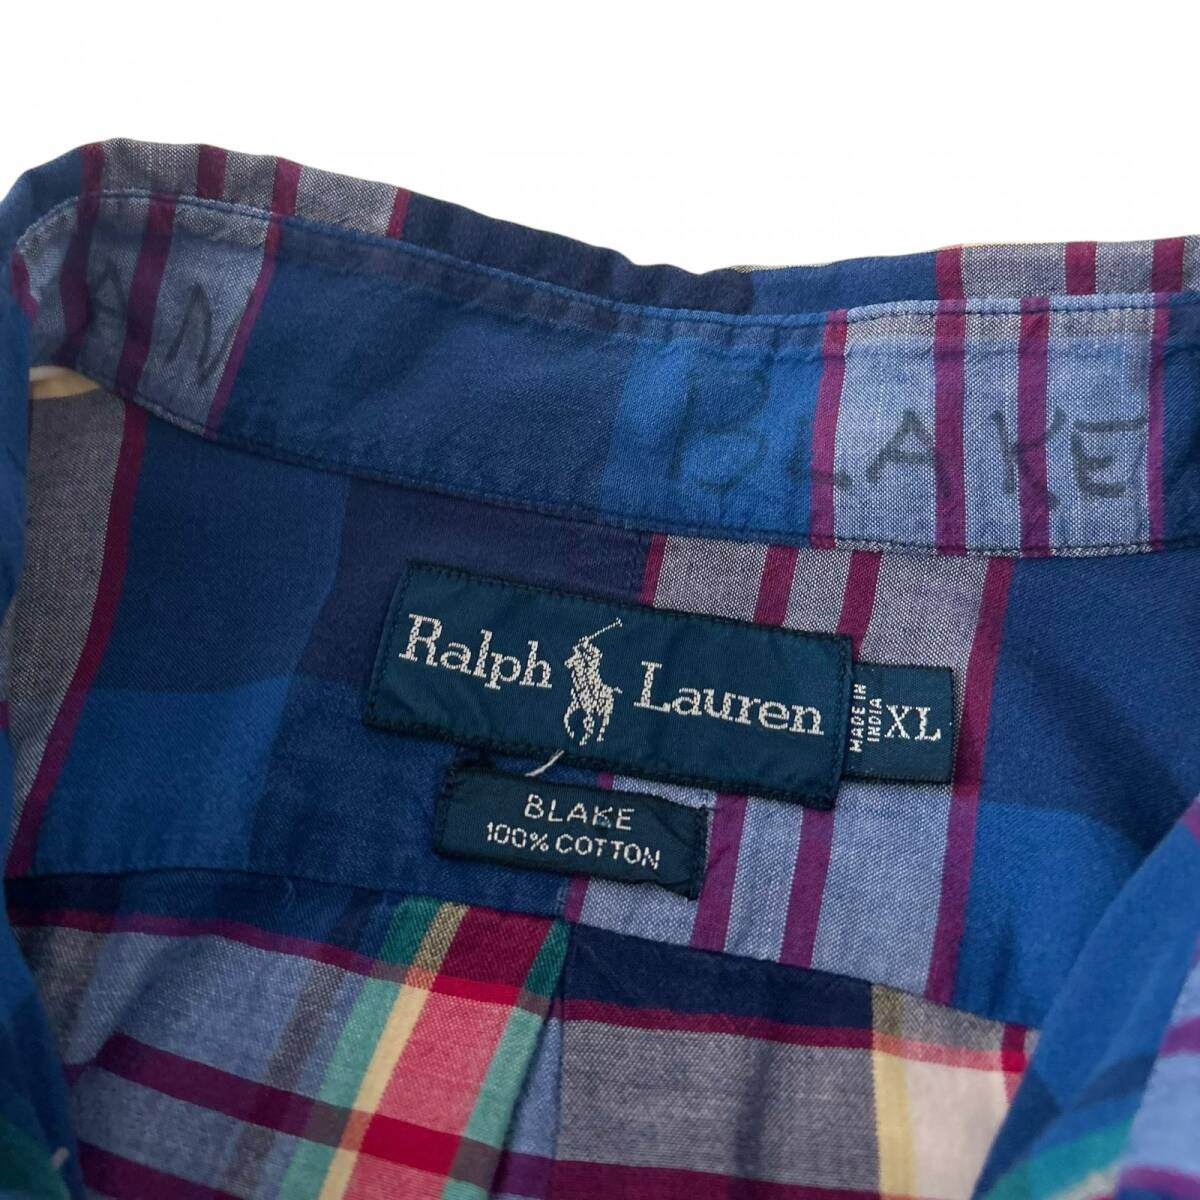 BLAKE
Ralph Lauren
MADE IN INDIA
XL
BLAKE
100% COTTON